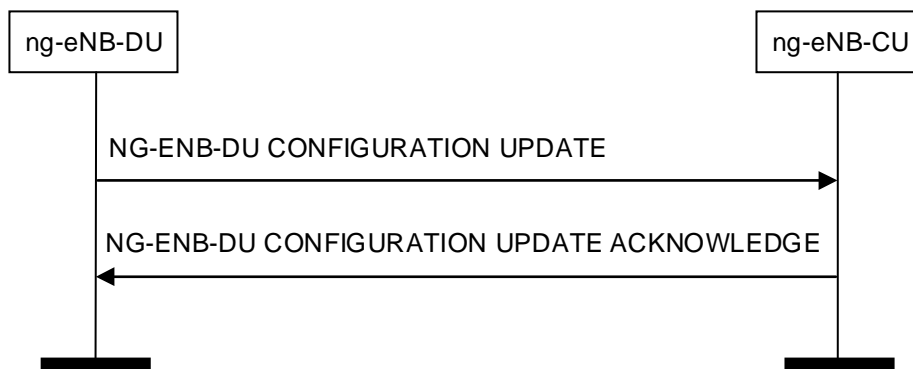 ng-eNB-DU
ng-eNB-CU
NG-ENB-DU CONFIGURATION UPDATE
NG-ENB-DU CONFIGURATION UPDATE ACKNOWLEDGE